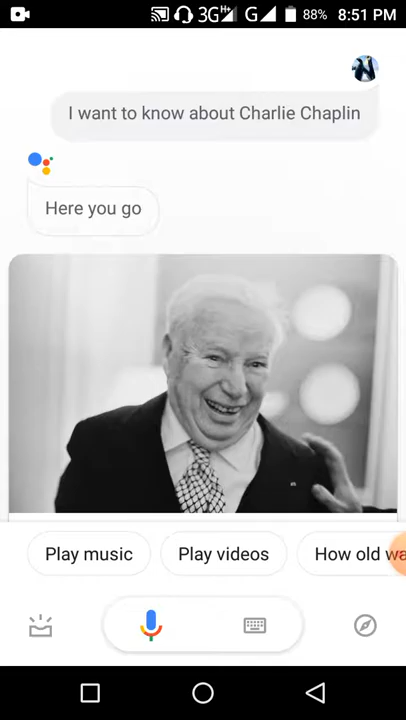 3G H+ G 88% 8:51 PM
I want to know about Charlie Chaplin
Here you go
Play music Play videos How old wa